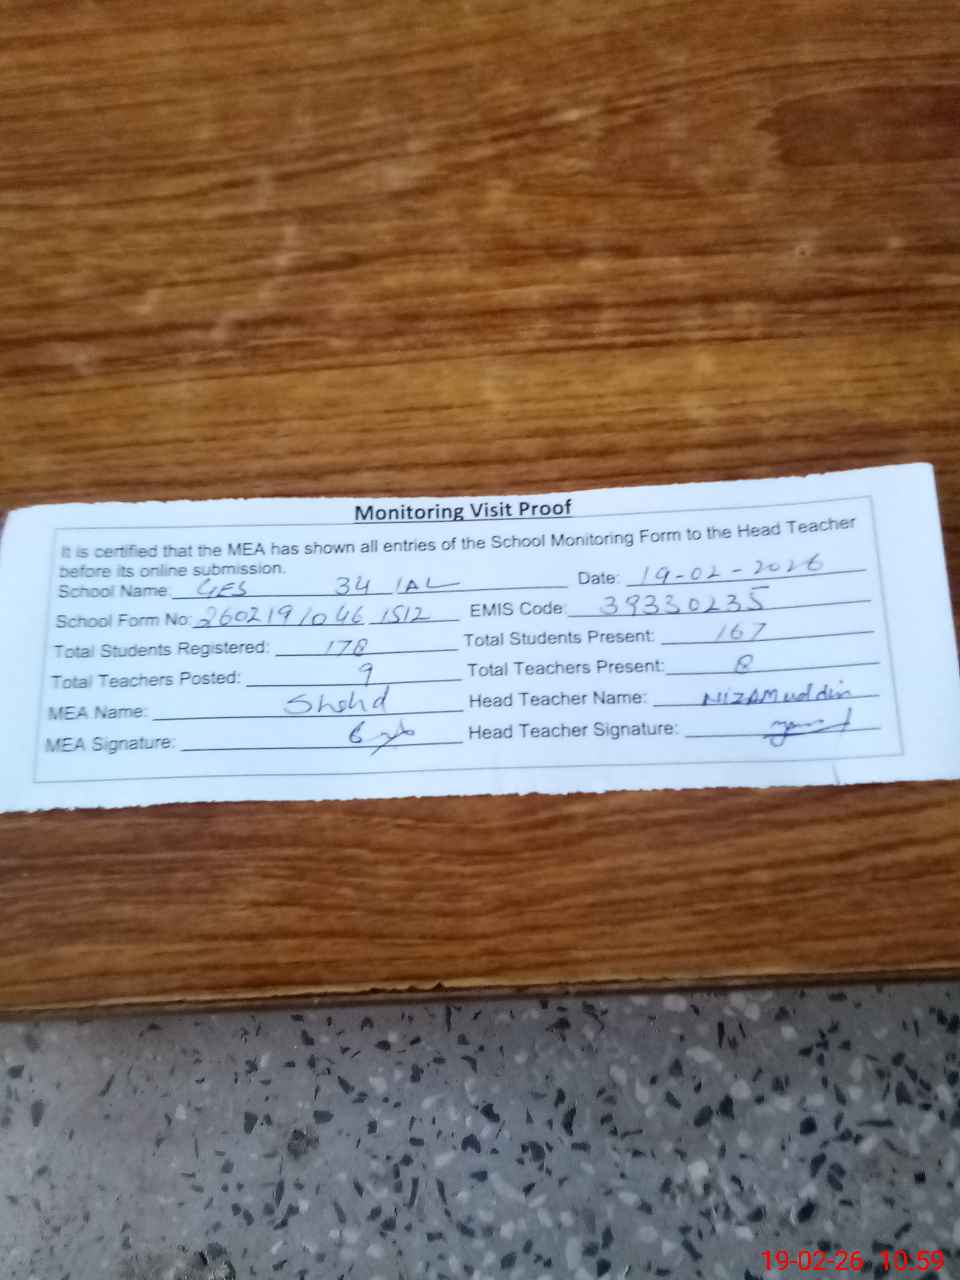 Monitoring Visit Proof
It is certified that the MEA has shown all entries of the School Monitoring Form to the Head Teacher
before its online submission.
School Name: GES 34 1AL Date: 19-02-2026
School Form No: 260219/046 1512 EMIS Code: 39330235
Total Students Registered: 178 Total Students Present: 167
Total Teachers Posted: 9 Total Teachers Present: 8
MEA Name: Shahd Head Teacher Name: NIZAMuddin
MEA Signature: Head Teacher Signature:
19-02-26 10.59